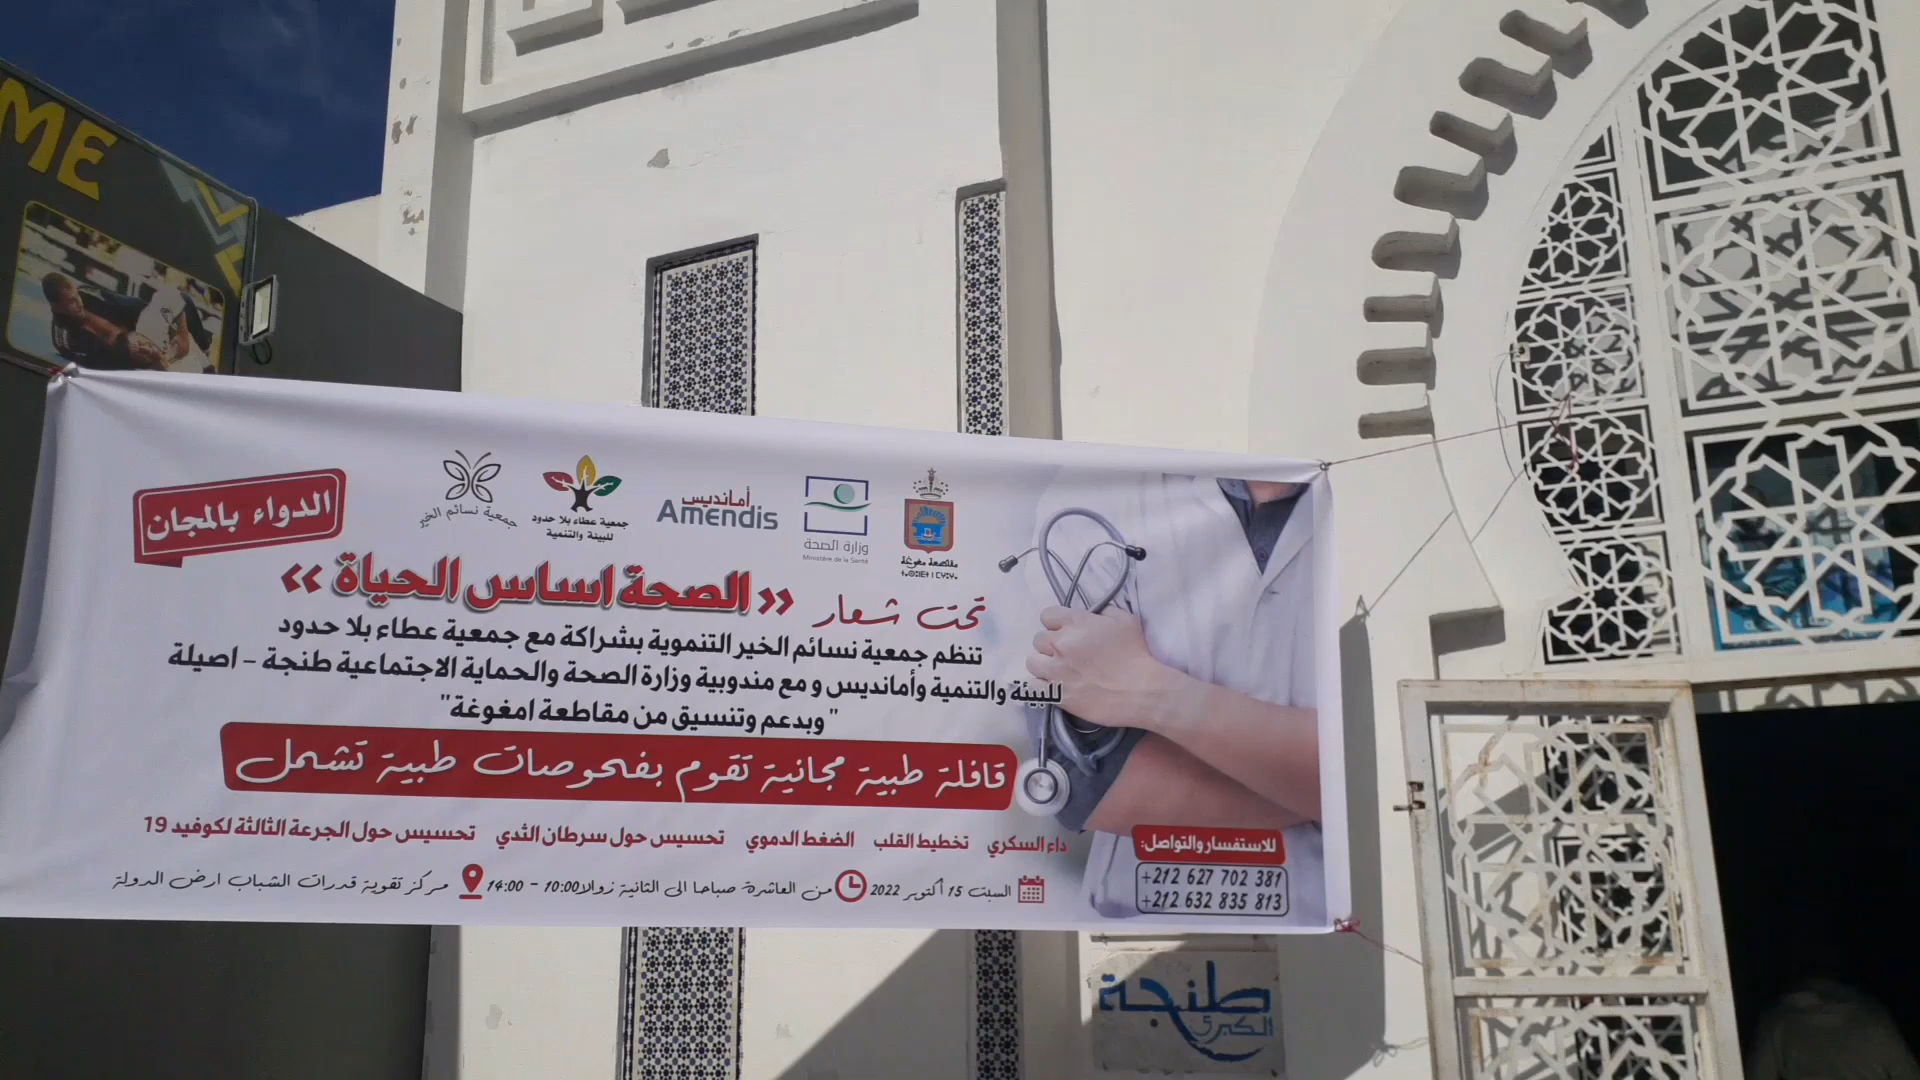 ME
الدواء بالمجان
جمعية نسائم الخير
جمعية عطاء بلا حدود
للبيئة والتنمية
أمانديس
Amendis
وزارة الصحة
Ministère de la Santé
مقاطعة مغوغة
تحت شعار
«الصحة اساس الحياة»
تنظم جمعية نسائم الخير التنموية بشراكة مع جمعية عطاء بلا حدود
للبيئة والتنمية وأمانديس و مع مندوبية وزارة الصحة والحماية الاجتماعية طنجة - اصيلة
" وبدعم وتنسيق من مقاطعة امغوغة"
قافلة طبية مجانية تقوم بفحوصات طبية تشمل
داء السكري تخطيط القلب الضغط الدموي تحسيس حول سرطان الثدي تحسيس حول الجرعة الثالثة لكوفيد 19
السبت 15 أكتوبر 2022 من العاشرة صباحا الى الثانية زوالا 10:00 - 14:00 مركز تقوية قدرات الشباب ارض الدولة
للاستفسار والتواصل:
+212 627 702 381
+212 632 835 813
طنجة
الكبرى